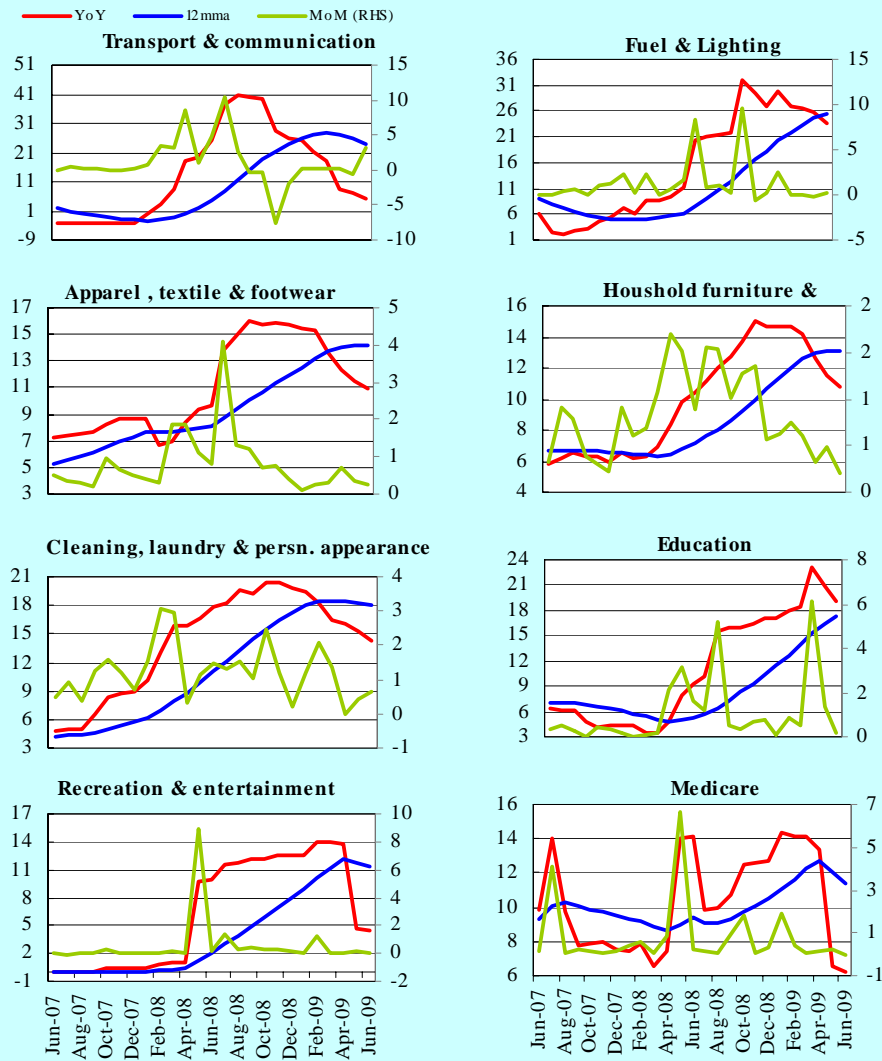 YoY 12mma MoM (RHS)
Transport & communication
51 41 31 21 11 1 -9
15 10 5 0 -5 -10
Fuel & Lighting
36 31 26 21 16 11 6 1
15 10 5 0 -5
Apparel , textile & footwear
17 15 13 11 9 7 5 3
5 4 3 2 1 0
Houshold furniture &
16 14 12 10 8 6 4
2 2 1 1 0
Cleaning, laundry & persn. appearance
21 18 15 12 9 6 3
4 3 2 1 0 -1
Education
24 21 18 15 12 9 6 3
8 6 4 2 0
Recreation & entertainment
17 14 11 8 5 2 -1
10 8 6 4 2 0 -2
Medicare
16 14 12 10 8 6
7 5 3 1 -1
Jun-07 Aug-07 Oct-07 Dec-07 Feb-08 Apr-08 Jun-08 Aug-08 Oct-08 Dec-08 Feb-09 Apr-09 Jun-09
Jun-07 Aug-07 Oct-07 Dec-07 Feb-08 Apr-08 Jun-08 Aug-08 Oct-08 Dec-08 Feb-09 Apr-09 Jun-09